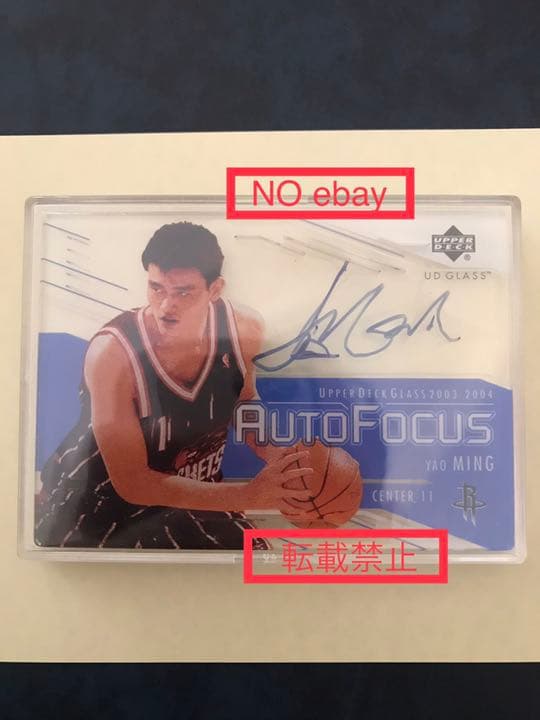 NO ebay
UPPER
DECK
UD GLASS™
UPPER DECK GLASS 2003 2004
AUTOFOCUS
YAO MING
CENTER 11
転載禁止